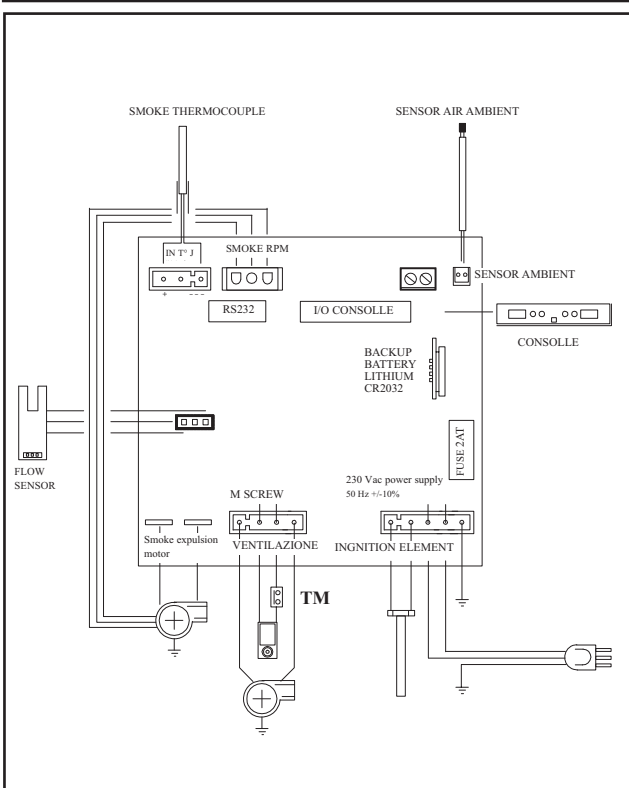 SMOKE THERMOCOUPLE
SENSOR AIR AMBIENT
IN T° J
SMOKE RPM
+
- - -
SENSOR AMBIENT
RS232
I/O CONSOLLE
CONSOLLE
BACKUP
BATTERY
LITHIUM
CR2032
FLOW
SENSOR
FUSE 2AT
230 Vac power supply
50 Hz +/-10%
M SCREW
Smoke expulsion
motor
VENTILAZIONE
INGNITION ELEMENT
TM